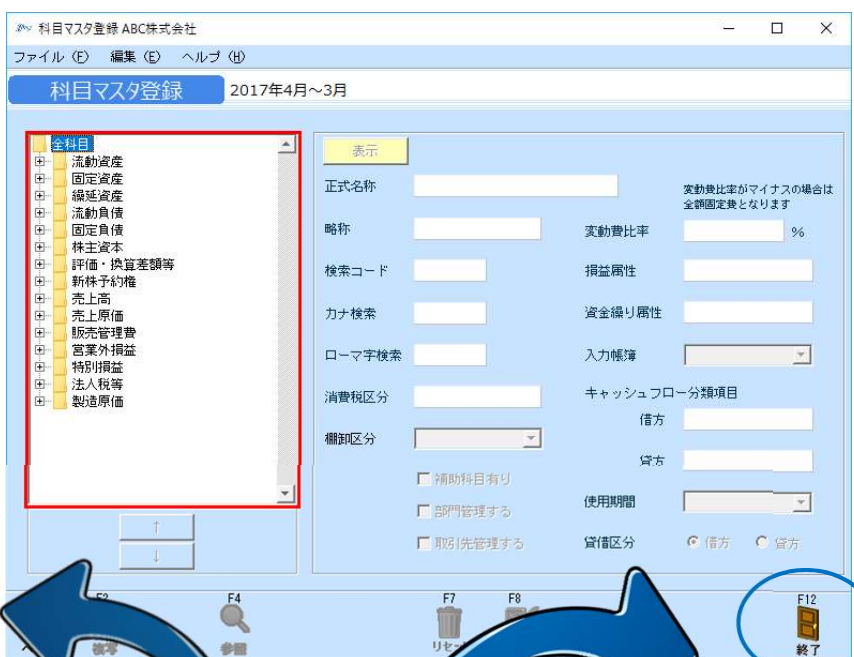 科目マスタ登録 ABC株式会社
ファイル (F) 編集 (E) ヘルプ (H)
科目マスタ登録 2017年4月～3月
全科目
流動資産
固定資産
繰延資産
流動負債
固定負債
株主資本
評価・換算差額等
新株予約権
売上高
売上原価
販売管理費
営業外損益
特別損益
法人税等
製造原価
↑
↓
表示
正式名称
略称
検索コード
カナ検索
ローマ字検索
消費税区分
棚卸区分
補助科目有り
部門管理する
取引先管理する
変動費比率がマイナスの場合は
全額固定費となります
変動費比率 %
損益属性
資金繰り属性
入力帳簿
キャッシュフロー分類項目
借方
貸方
使用期間
貸借区分 借方 貸方
F4
参照
F7
リセ
F8
F12
終了